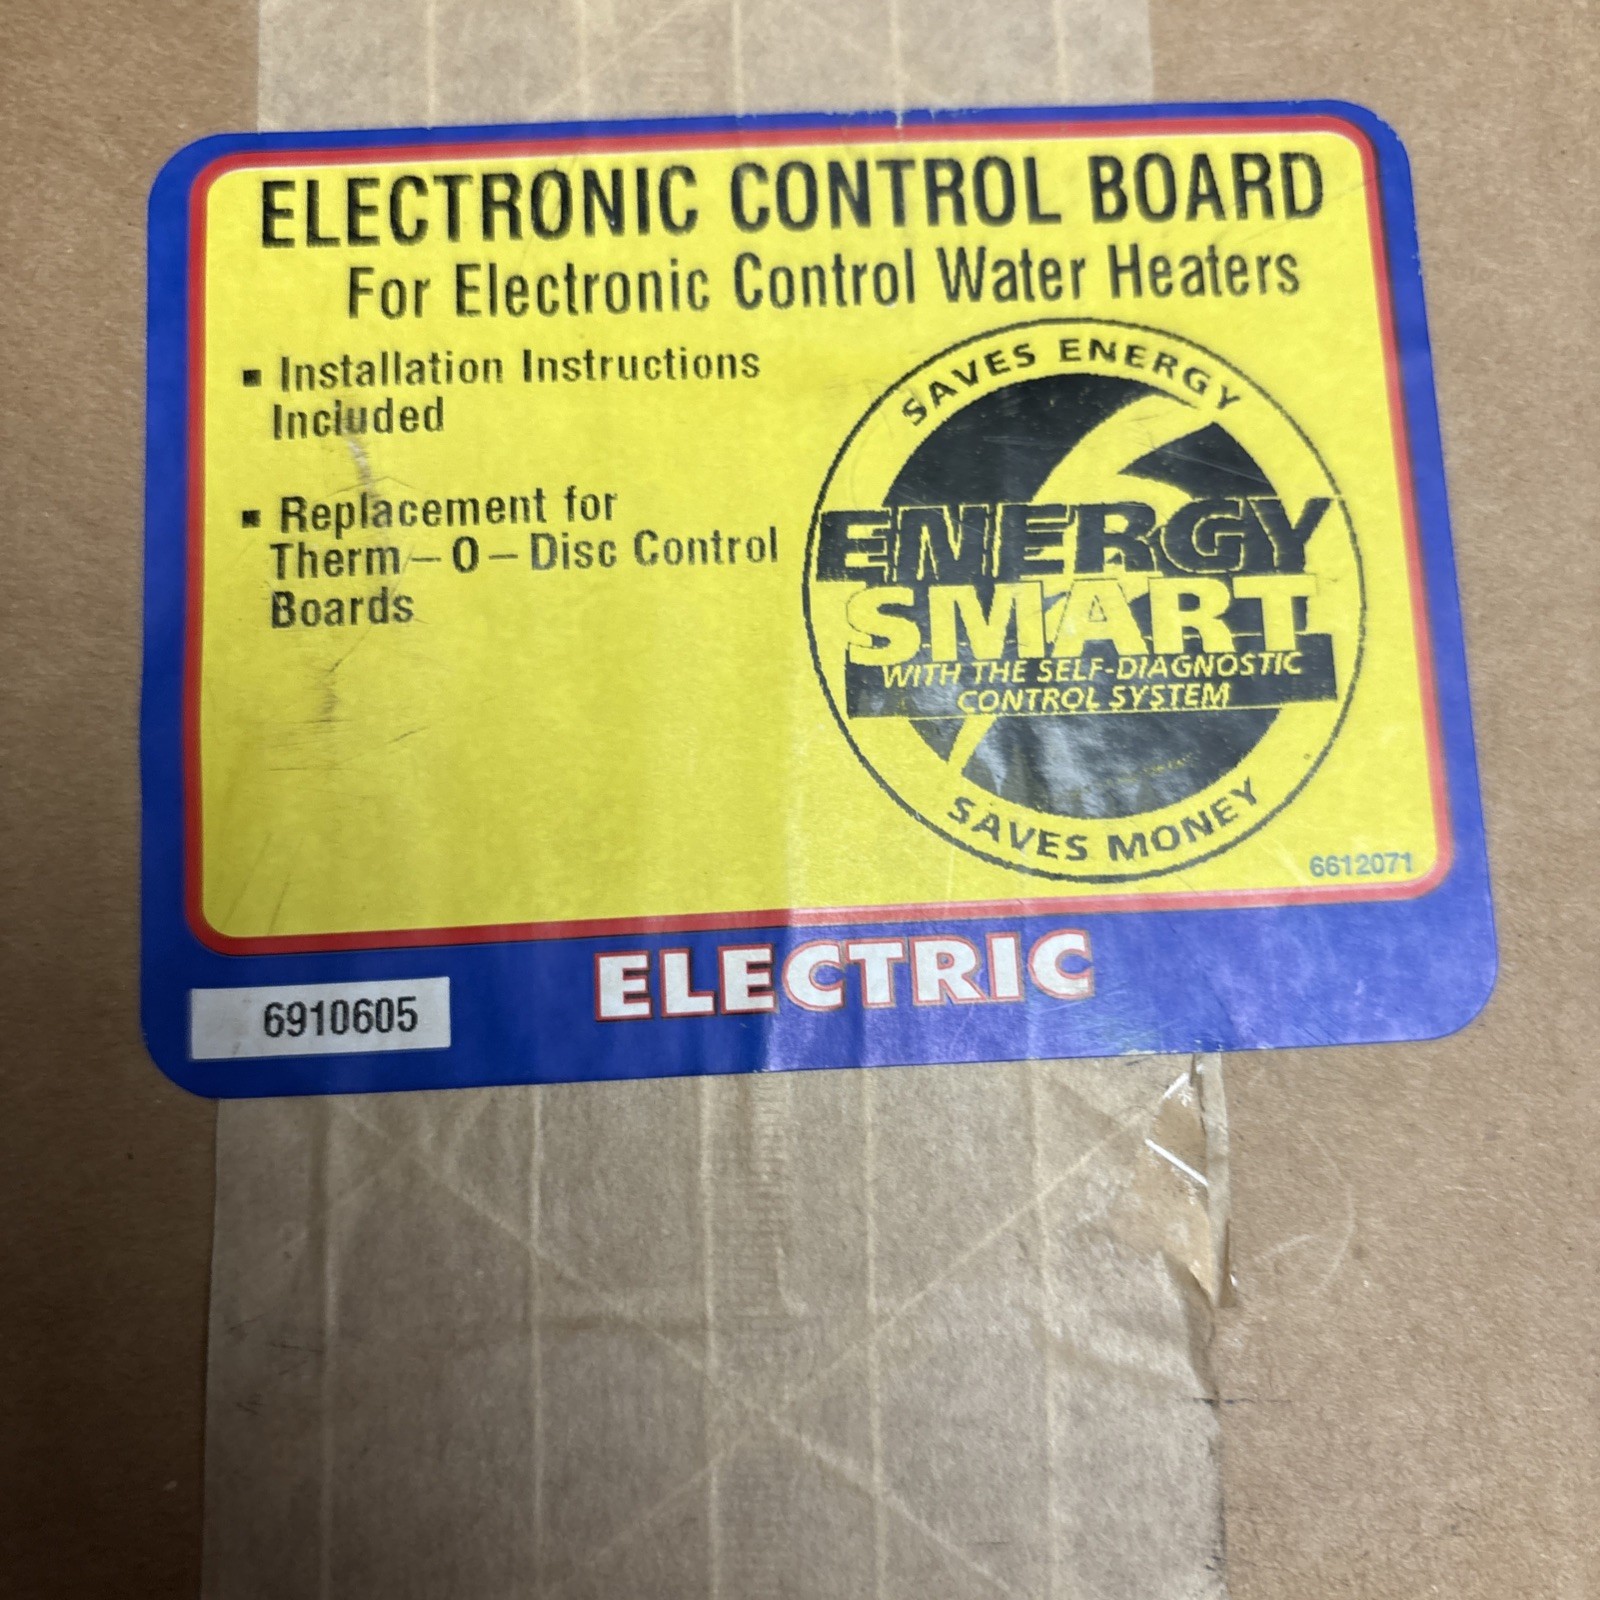 ELECTRONIC CONTROL BOARD
For Electronic Control Water Heaters
▪ Installation Instructions
Included
▪ Replacement for
Therm-O-Disc Control
Boards
SAVES ENERGY
ENERGY
SMART
WITH THE SELF-DIAGNOSTIC
CONTROL SYSTEM
SAVES MONEY
6612071
ELECTRIC
6910605